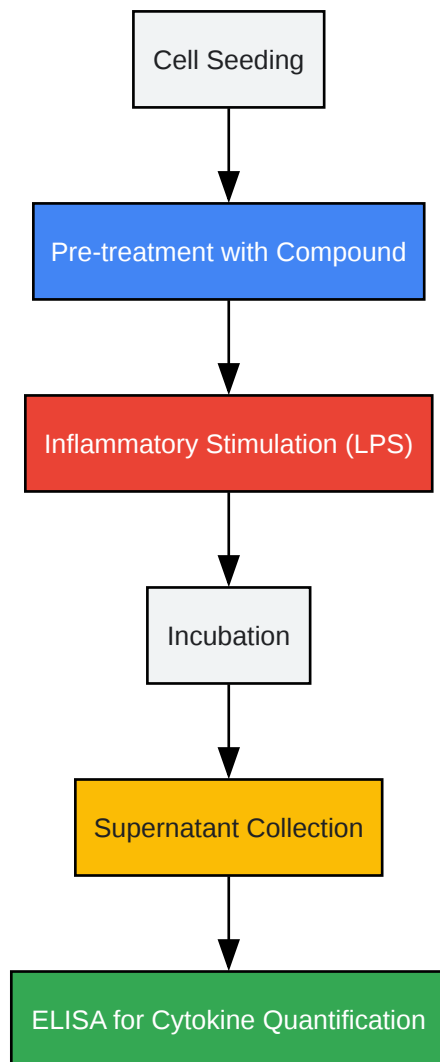 Cell Seeding
Pre-treatment with Compound
Inflammatory Stimulation (LPS)
Incubation
Supernatant Collection
ELISA for Cytokine Quantification